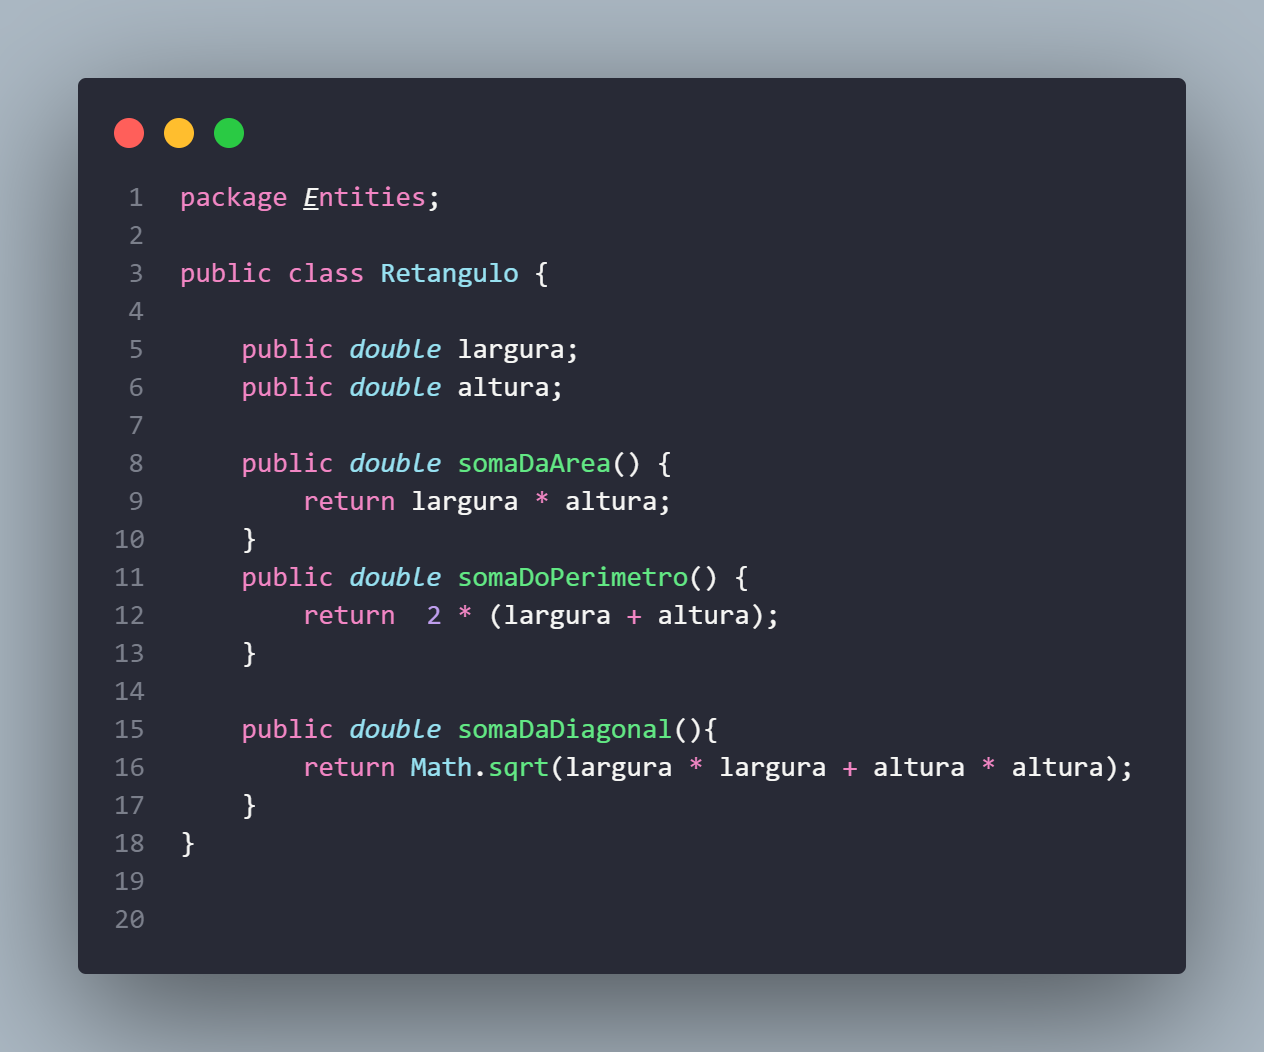 1 package Entities;
2
3 public class Retangulo {
4
5     public double largura;
6     public double altura;
7
8     public double somaDaArea() {
9         return largura * altura;
10     }
11     public double somaDoPerimetro() {
12         return  2 * (largura + altura);
13     }
14
15     public double somaDaDiagonal(){
16         return Math.sqrt(largura * largura + altura * altura);
17     }
18 }
19
20